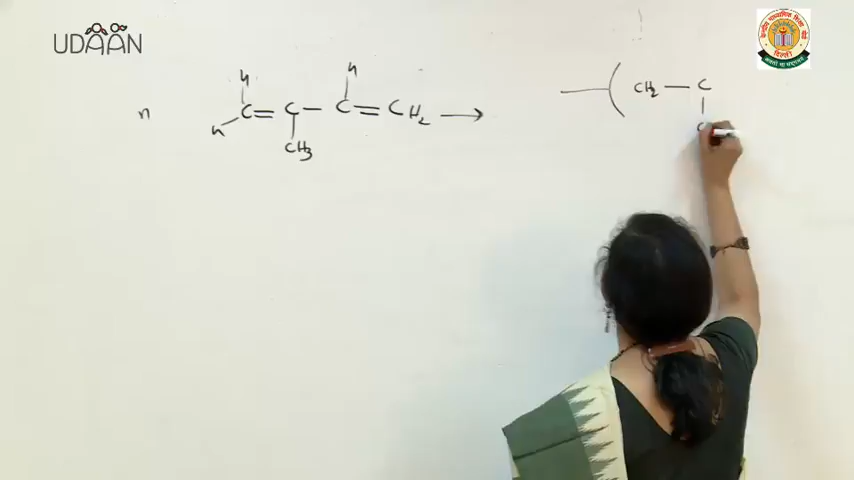 UDAAN
H H
n C=C—C=CH₂ ⟶ —( CH₂—C
H CH₃ C